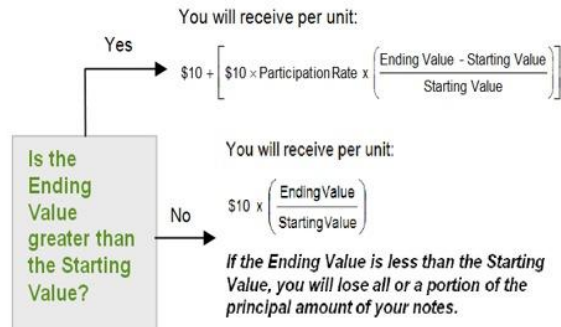 You will receive per unit:
Yes
$10 + [ $10 × Participation Rate x ( Ending Value - Starting Value / Starting Value ) ]
Is the
Ending
Value
greater than
the Starting
Value?
You will receive per unit:
No
$10 x ( Ending Value / Starting Value )
If the Ending Value is less than the Starting
Value, you will lose all or a portion of the
principal amount of your notes.